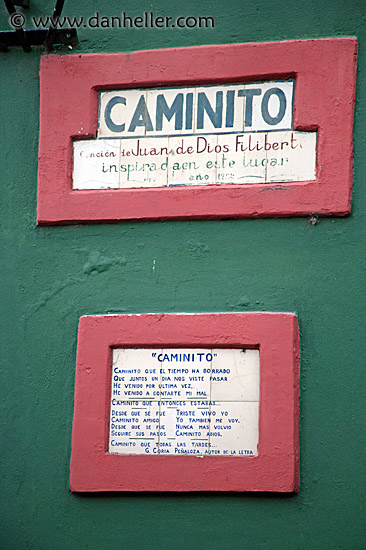 © www.danheller.com
CAMINITO
Canción de Juan de Dios Filiberto
inspirada en este lugar
año
"CAMINITO"
CAMINITO QUE EL TIEMPO HA BORRADO
QUE JUNTOS UN DIA NOS VISTE PASAR
HE VENIDO POR ÚLTIMA VEZ,
HE VENIDO A CONTARTE MI MAL.
CAMINITO QUE ENTONCES ESTABAS...
DESDE QUE SE FUE TRISTE VIVO YO
CAMINITO AMIGO YO TAMBIEN ME VOY.
DESDE QUE SE FUE NUNCA MAS VOLVIO
SEGUIRE SUS PASOS CAMINITO ADIOS.
CAMINITO QUE TODAS LAS TARDES...
G. CORIA PEÑALOZA, AUTOR DE LA LETRA